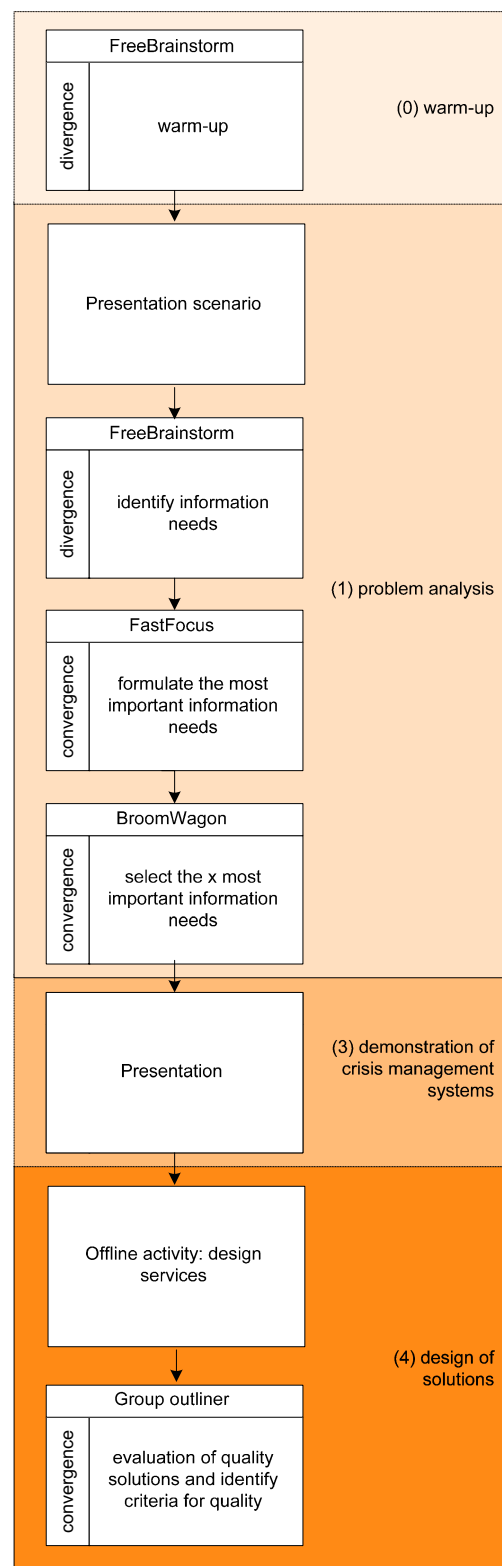 FreeBrainstorm
divergence
warm-up
(0) warm-up
Presentation scenario
FreeBrainstorm
divergence
identify information
needs
(1) problem analysis
FastFocus
convergence
formulate the most
important information
needs
BroomWagon
convergence
select the x most
important information
needs
Presentation
(3) demonstration of
crisis management
systems
Offline activity: design
services
(4) design of
solutions
Group outliner
convergence
evaluation of quality
solutions and identify
criteria for quality